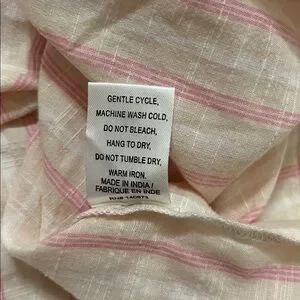 GENTLE CYCLE,
MACHINE WASH COLD,
DO NOT BLEACH,
HANG TO DRY,
DO NOT TUMBLE DRY,
WARM IRON.
MADE IN INDIA /
FABRIQUE EN INDE